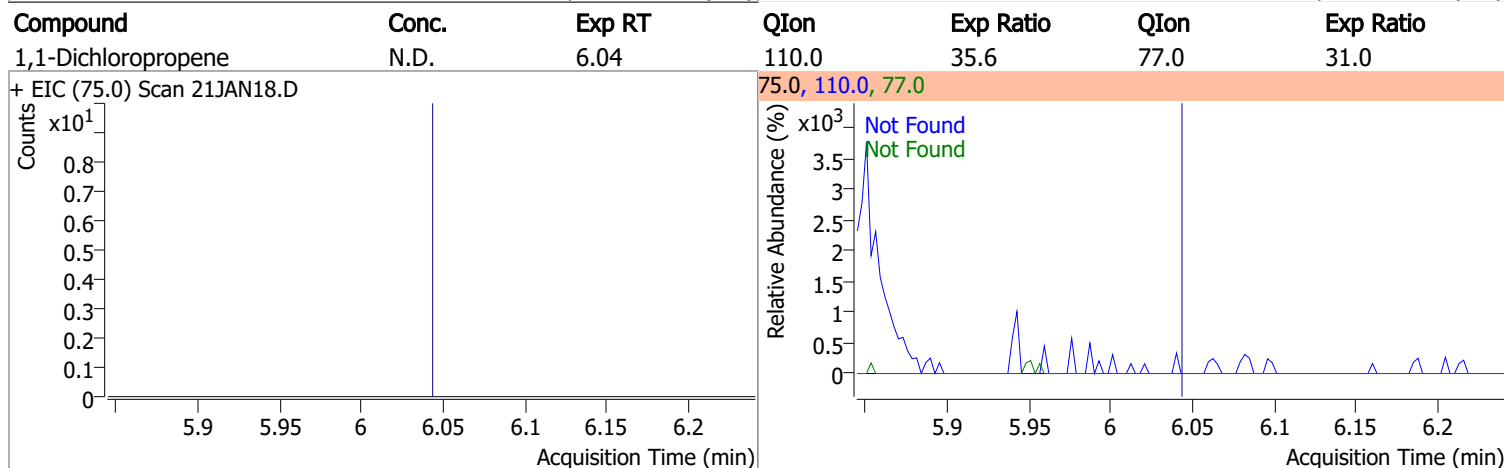 Compound Conc. Exp RT QIon Exp Ratio QIon Exp Ratio
1,1-Dichloropropene N.D. 6.04 110.0 35.6 77.0 31.0
+ EIC (75.0) Scan 21JAN18.D
Counts
x10¹
0.8
0.7
0.6
0.5
0.4
0.3
0.2
0.1
0
5.9 5.95 6 6.05 6.1 6.15 6.2
Acquisition Time (min)
75.0, 110.0, 77.0
Relative Abundance (%)
x10³
Not Found
Not Found
3.5
3
2.5
2
1.5
1
0.5
0
5.9 5.95 6 6.05 6.1 6.15 6.2
Acquisition Time (min)